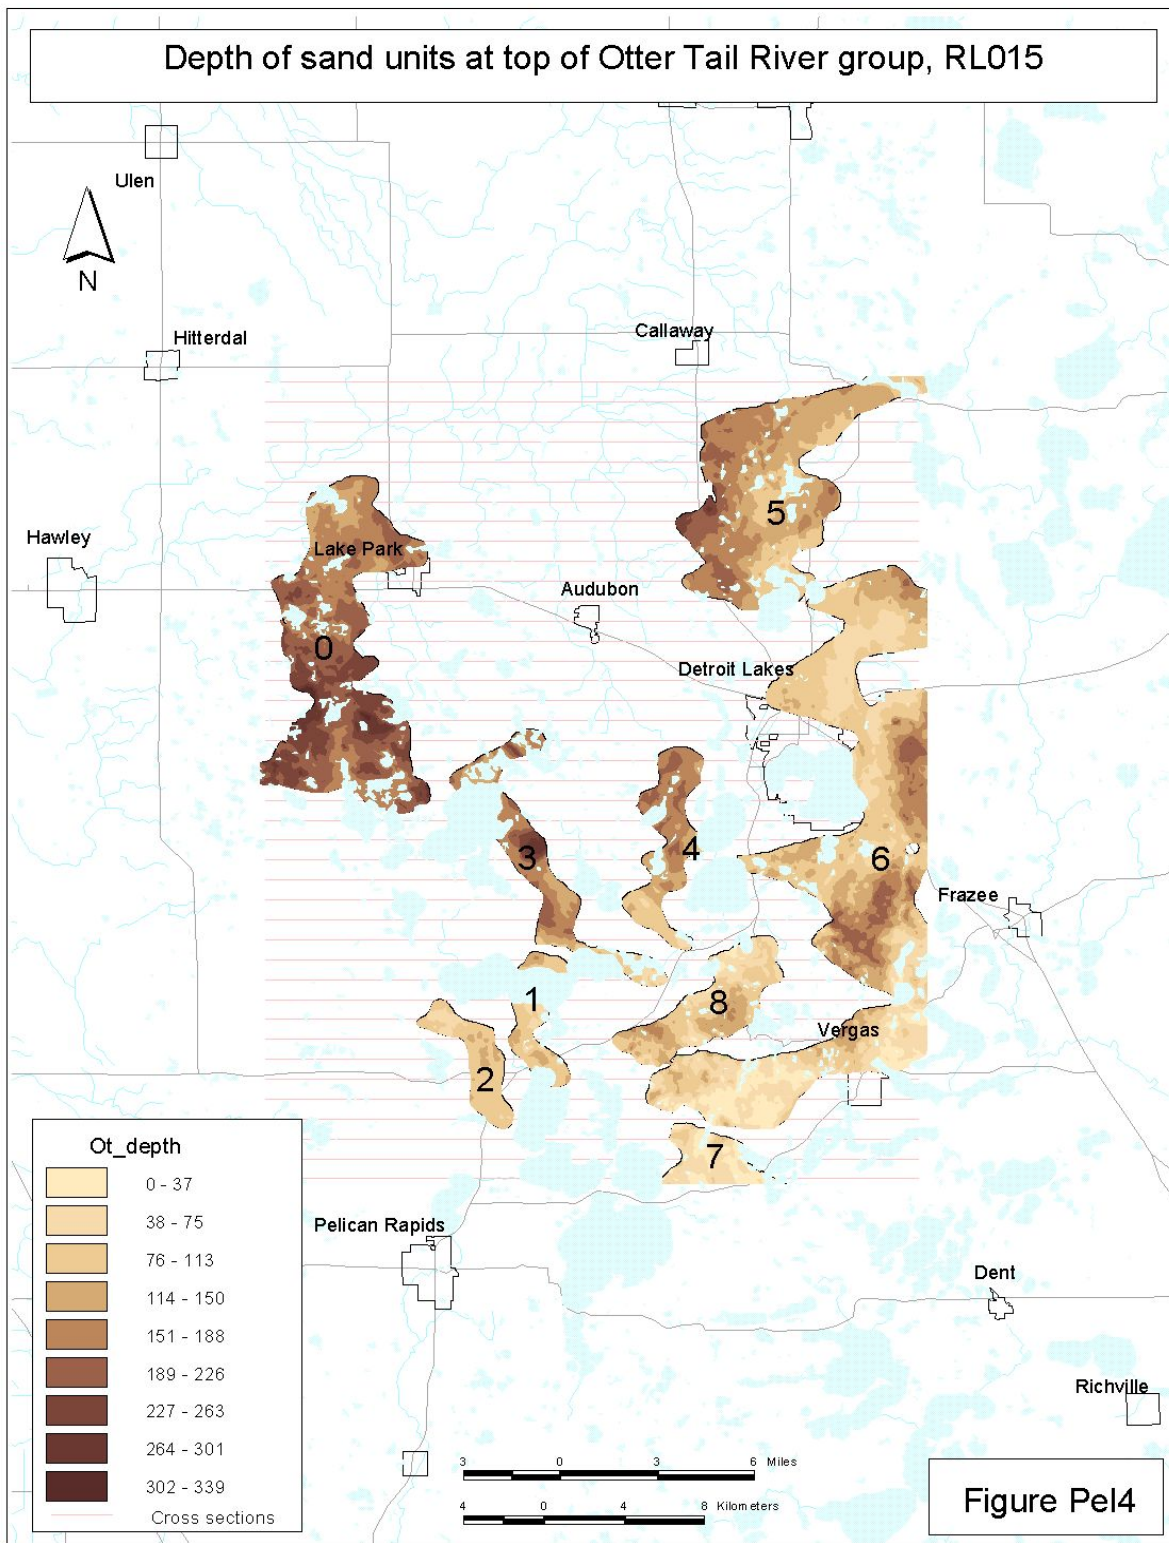 Depth of sand units at top of Otter Tail River group, RL015
Ulen
N
Hitterdal
Callaway
5
Hawley
Lake Park
Audubon
0
Detroit Lakes
3
4
6
Frazee
1
8
Vergas
2
7
Ot_depth
0 - 37
38 - 75
76 - 113
114 - 150
151 - 188
189 - 226
227 - 263
264 - 301
302 - 339
Cross sections
Pelican Rapids
Dent
Richville
3 0 3 6 Miles
4 0 4 8 Kilometers
Figure Pel4